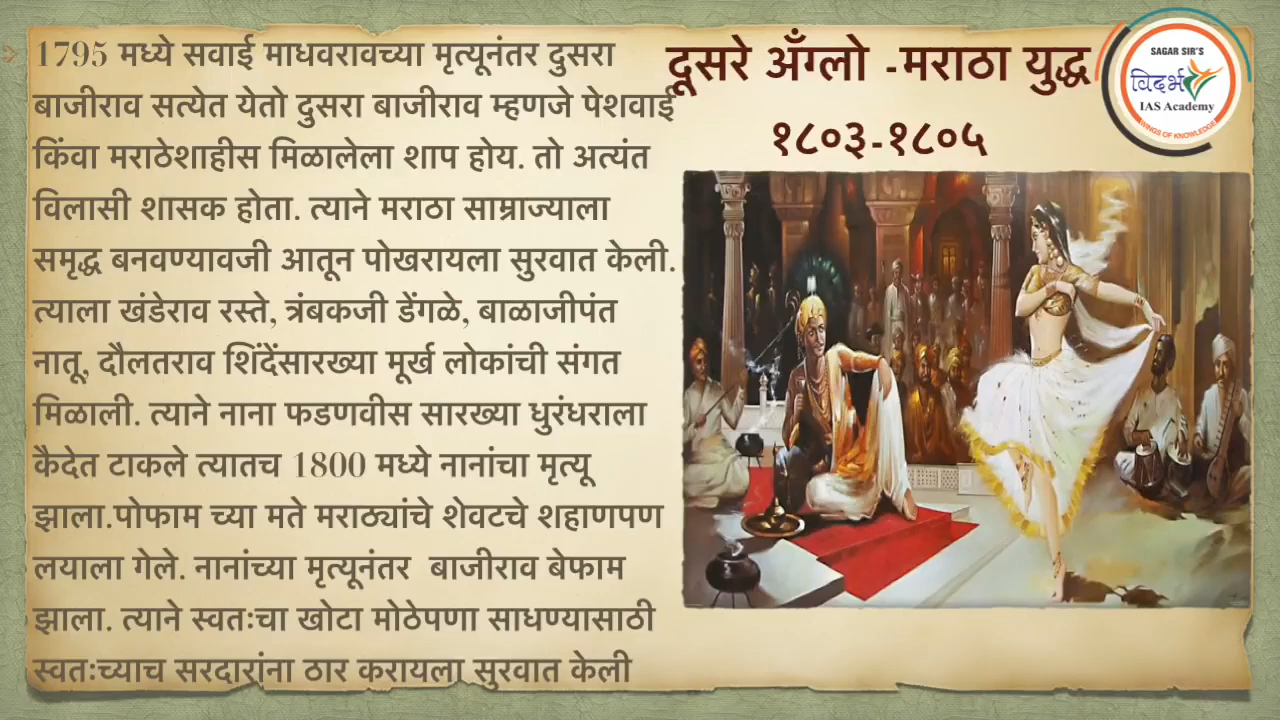 1795 मध्ये सवाई माधवरावच्या मृत्यूनंतर दुसरा
बाजीराव सत्येत येतो दुसरा बाजीराव म्हणजे पेशवाई
किंवा मराठेशाहीस मिळालेला शाप होय. तो अत्यंत
विलासी शासक होता. त्याने मराठा साम्राज्याला
समृद्ध बनवण्यावजी आतून पोखरायला सुरवात केली.
त्याला खंडेराव रस्ते, त्रंबकजी डेंगळे, बाळाजीपंत
नातू, दौलतराव शिंदेंसारख्या मूर्ख लोकांची संगत
मिळाली. त्याने नाना फडणवीस सारख्या धुरंधराला
कैदेत टाकले त्यातच 1800 मध्ये नानांचा मृत्यू
झाला.पोफाम च्या मते मराठ्यांचे शेवटचे शहाणपण
लयाला गेले. नानांच्या मृत्यूनंतर बाजीराव बेफाम
झाला. त्याने स्वतःचा खोटा मोठेपणा साधण्यासाठी
स्वतःच्याच सरदारांना ठार करायला सुरवात केली
दूसरे अँग्लो -मराठा युद्ध
१८०३-१८०५
SAGAR SIR'S
विदर्भ
IAS Academy
WINGS OF KNOWLEDGE